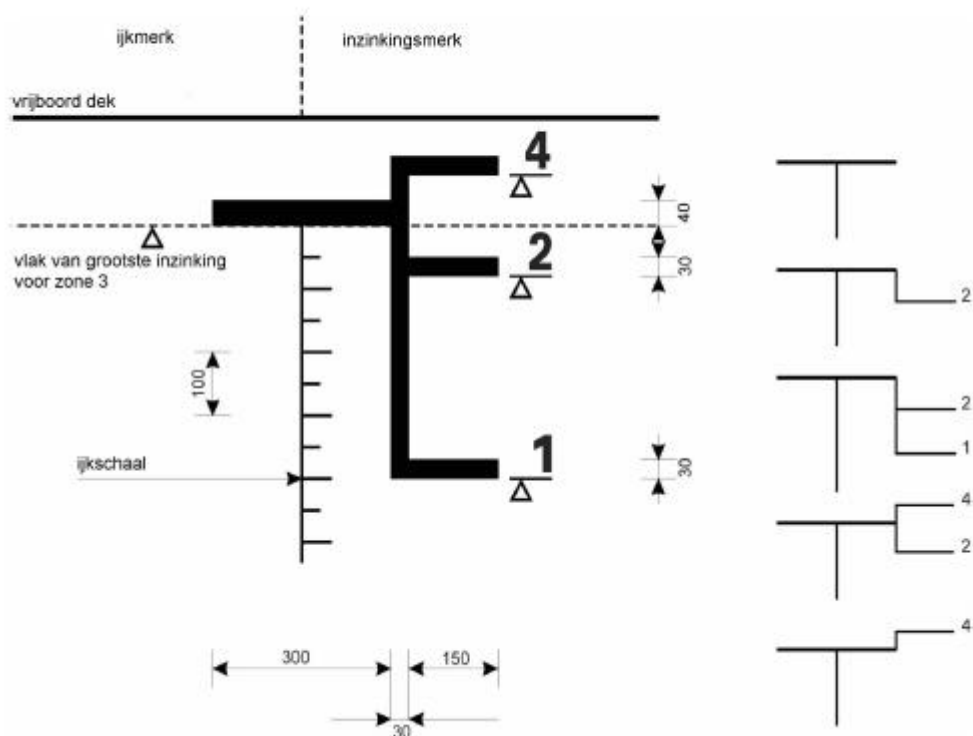 ijkmerk
inzinkingsmerk
vrijboord dek
4
40
vlak van grootste inzinking
voor zone 3
2
30
100
ijkschaal
1
30
300
150
30
2
2
1
4
2
4